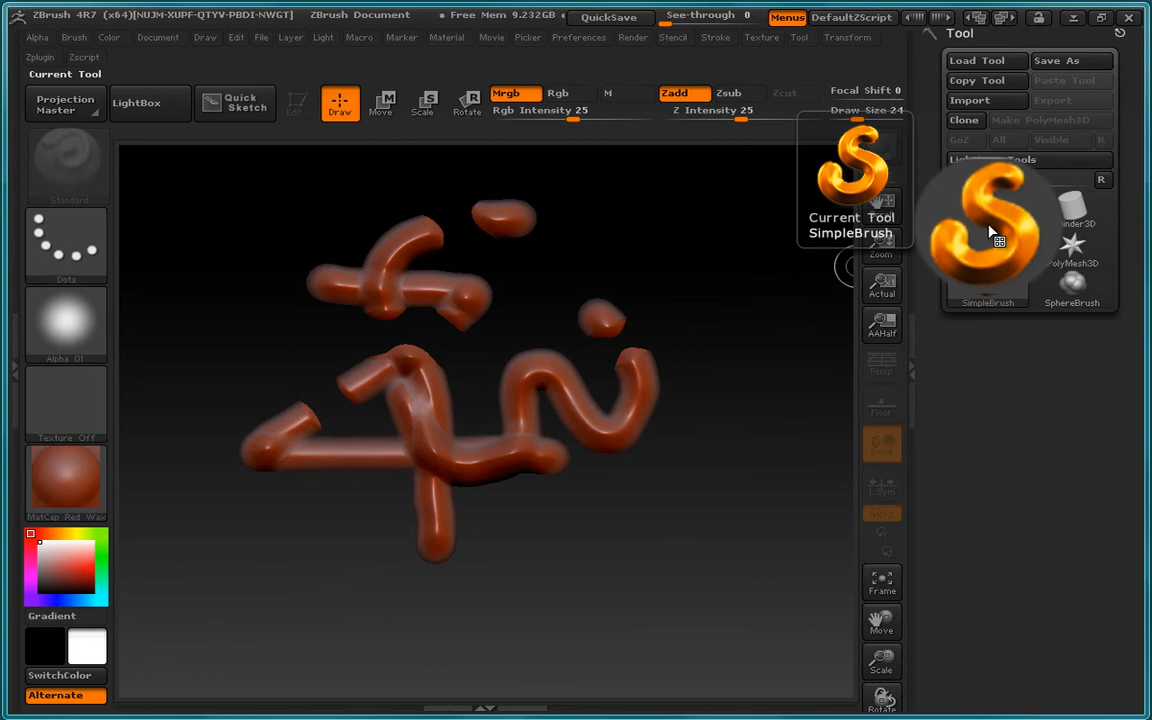 ZBrush 4R7 (x64)[NUJM-XUPF-QTYV-PBDI-NWGT] ZBrush Document • Free Mem 9.232GB • QuickSave See-through 0 Menus DefaultZScript
Alpha Brush Color Document Draw Edit File Layer Light Macro Marker Material Movie Picker Preferences Render Stencil Stroke Texture Tool Transform
Zplugin Zscript
Current Tool
Projection Master
LightBox
Quick Sketch
Edit
Draw
Move
Scale
Rotate
Mrgb Rgb M
Rgb Intensity 25
Zadd Zsub Zcut
Z Intensity 25
Focal Shift 0
Draw Size 24
Standard
Dots
Alpha 01
Texture Off
MatCap Red Wax
Gradient
SwitchColor
Alternate
Current Tool
SimpleBrush
Zoom
Actual
AAHalf
Persp
Floor
Local
Frame
Move
Scale
Rotate
Tool
Load Tool Save As
Copy Tool Paste Tool
Import Export
Clone Make PolyMesh3D
GoZ All Visible R
R
PolyMesh3D
SimpleBrush SphereBrush